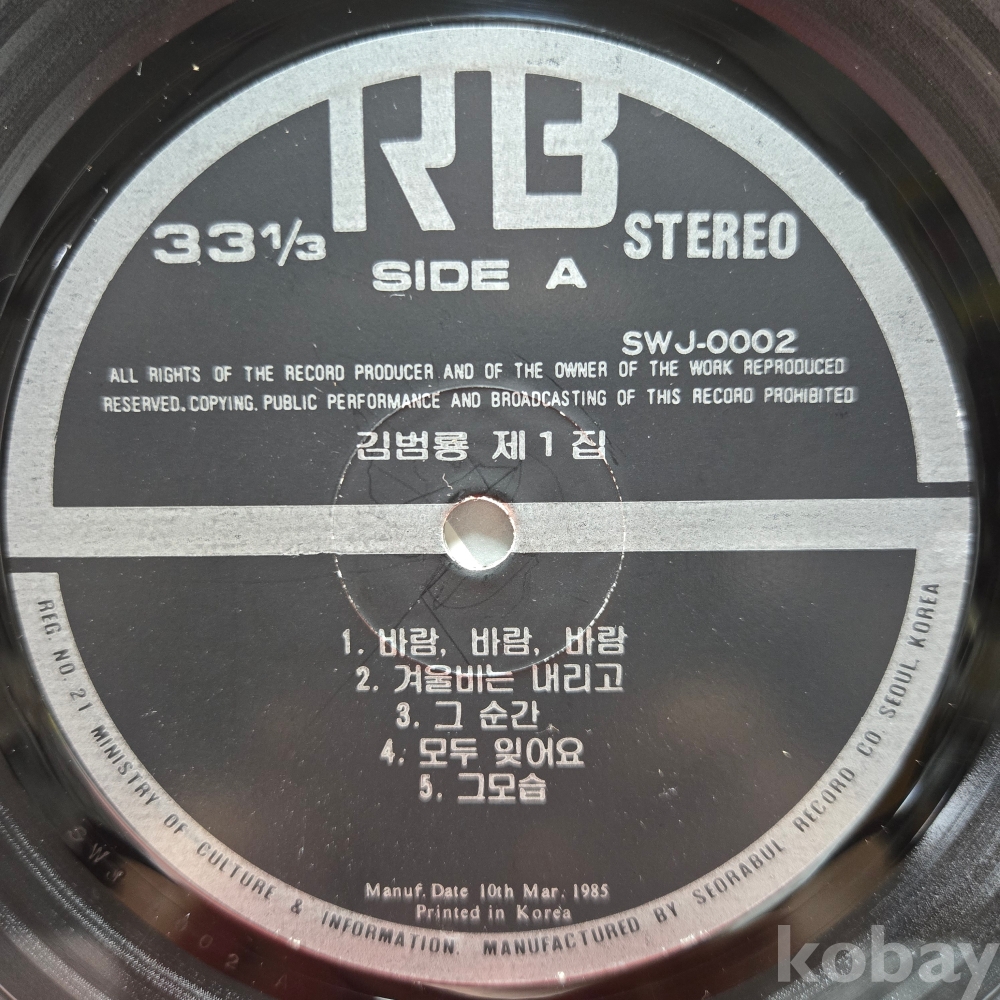 RB
33 1/3
STEREO
SIDE A
SWJ-0002
ALL RIGHTS OF THE RECORD PRODUCER AND OF THE OWNER OF THE WORK REPRODUCED
RESERVED. COPYING. PUBLIC PERFORMANCE AND BROADCASTING OF THIS RECORD PROHIBITED
김범룡 제1집
1. 바람, 바람, 바람
2. 겨울비는 내리고
3. 그 순간
4. 모두 잊어요
5. 그모습
Manuf. Date 10th Mar. 1985
Printed in Korea
REG. NO. 21 MINISTRY OF CULTURE & INFORMATION. MANUFACTURED BY SEORABUL RECORD CO. SEOUL. KOREA
kobay